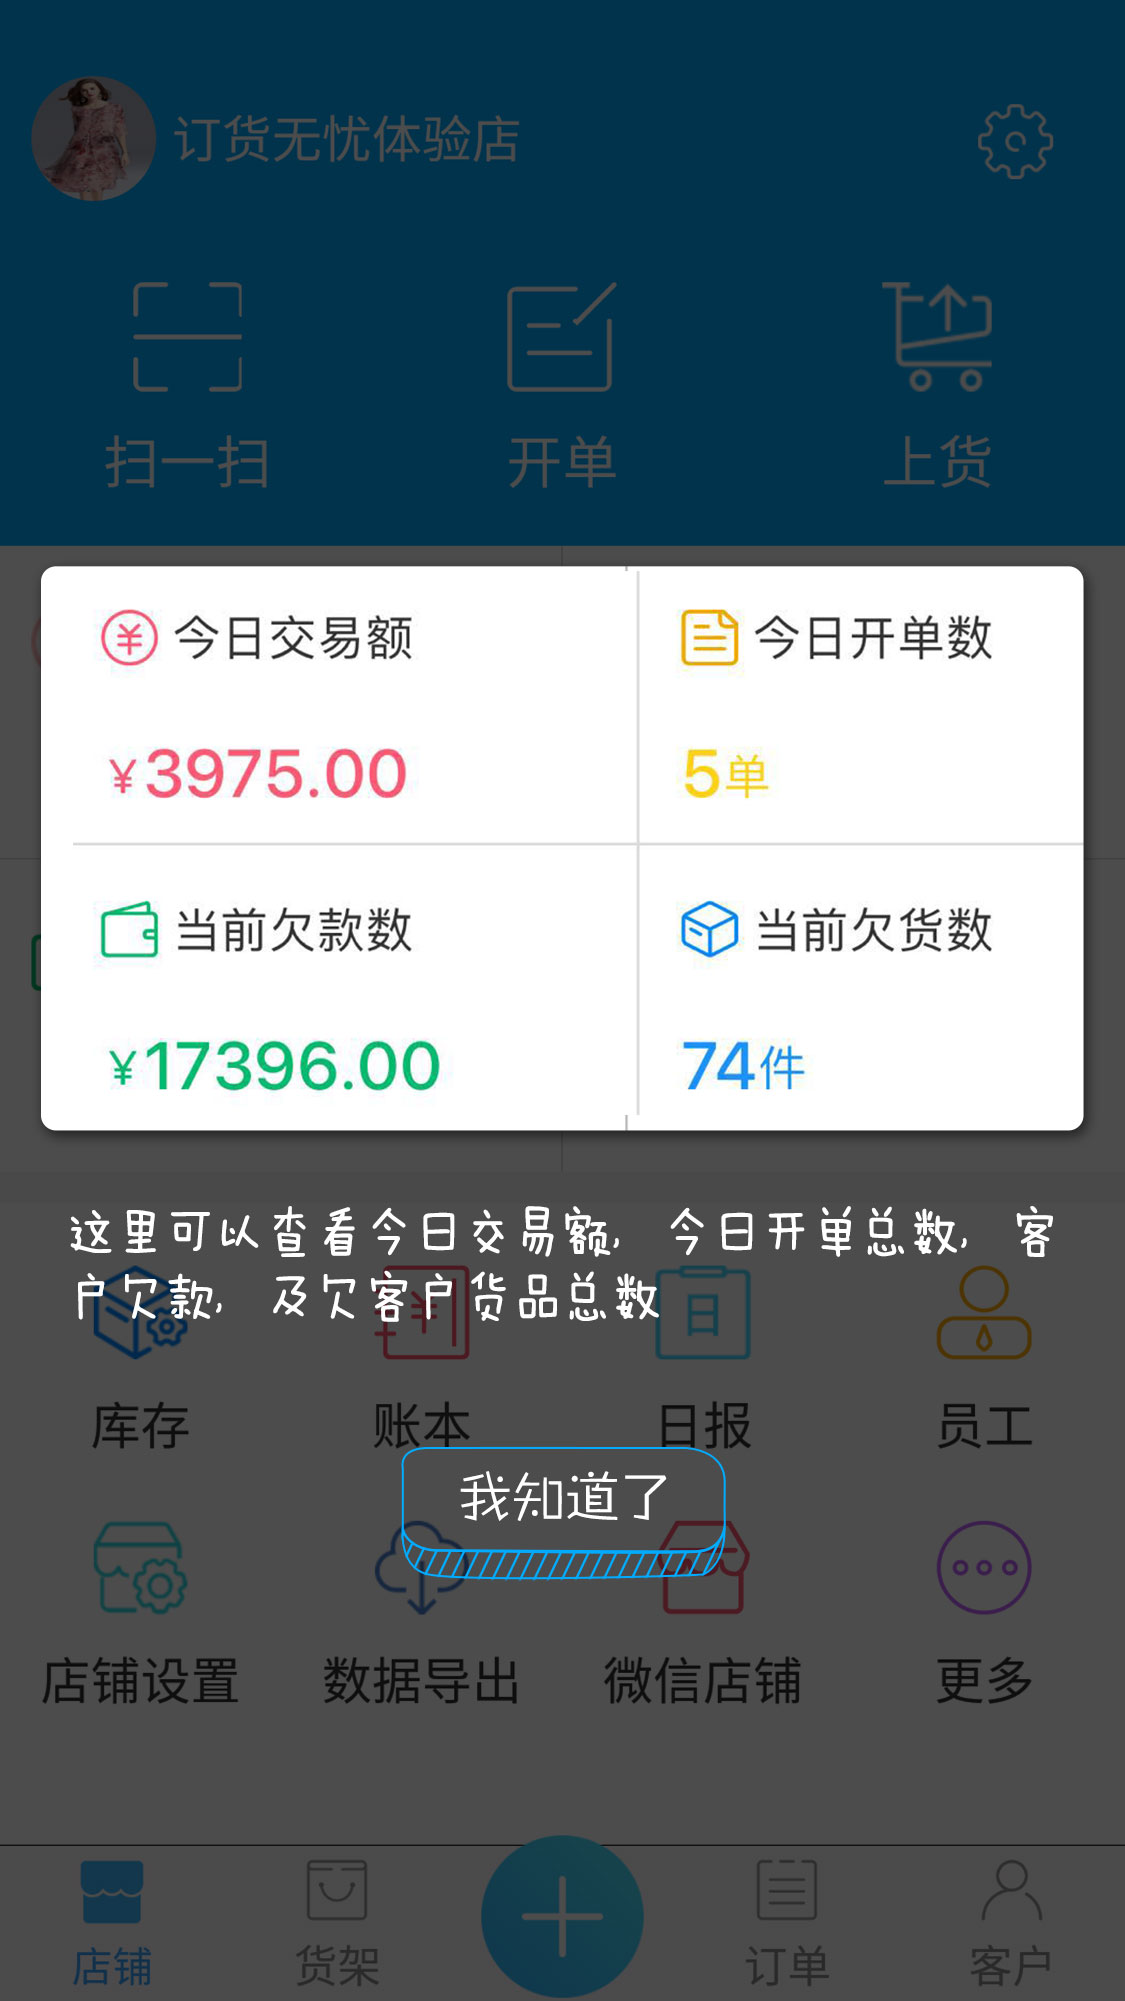 订货无忧体验店
扫一扫
开单
上货
今日交易额
今日开单数
¥3975.00
5单
当前欠款数
当前欠货数
¥17396.00
74件
这里可以查看今日交易额, 今日开单总数, 客
户欠款, 及欠客户货品总数
日
库存
账本
日报
员工
我知道了
店铺设置
数据导出
微信店铺
更多
店铺
货架
订单
客户